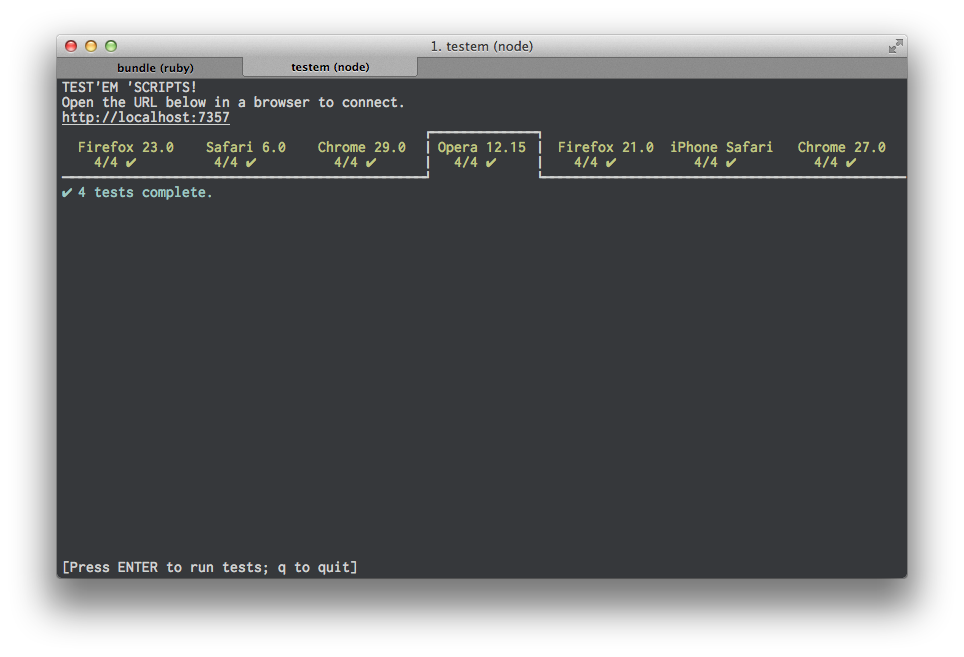 1. testem (node)
bundle (ruby) testem (node)
TEST'EM 'SCRIPTS!
Open the URL below in a browser to connect.
http://localhost:7357
Firefox 23.0 Safari 6.0 Chrome 29.0 Opera 12.15 Firefox 21.0 iPhone Safari Chrome 27.0
4/4 ✔ 4/4 ✔ 4/4 ✔ 4/4 ✔ 4/4 ✔ 4/4 ✔ 4/4 ✔
✔ 4 tests complete.
[Press ENTER to run tests; q to quit]